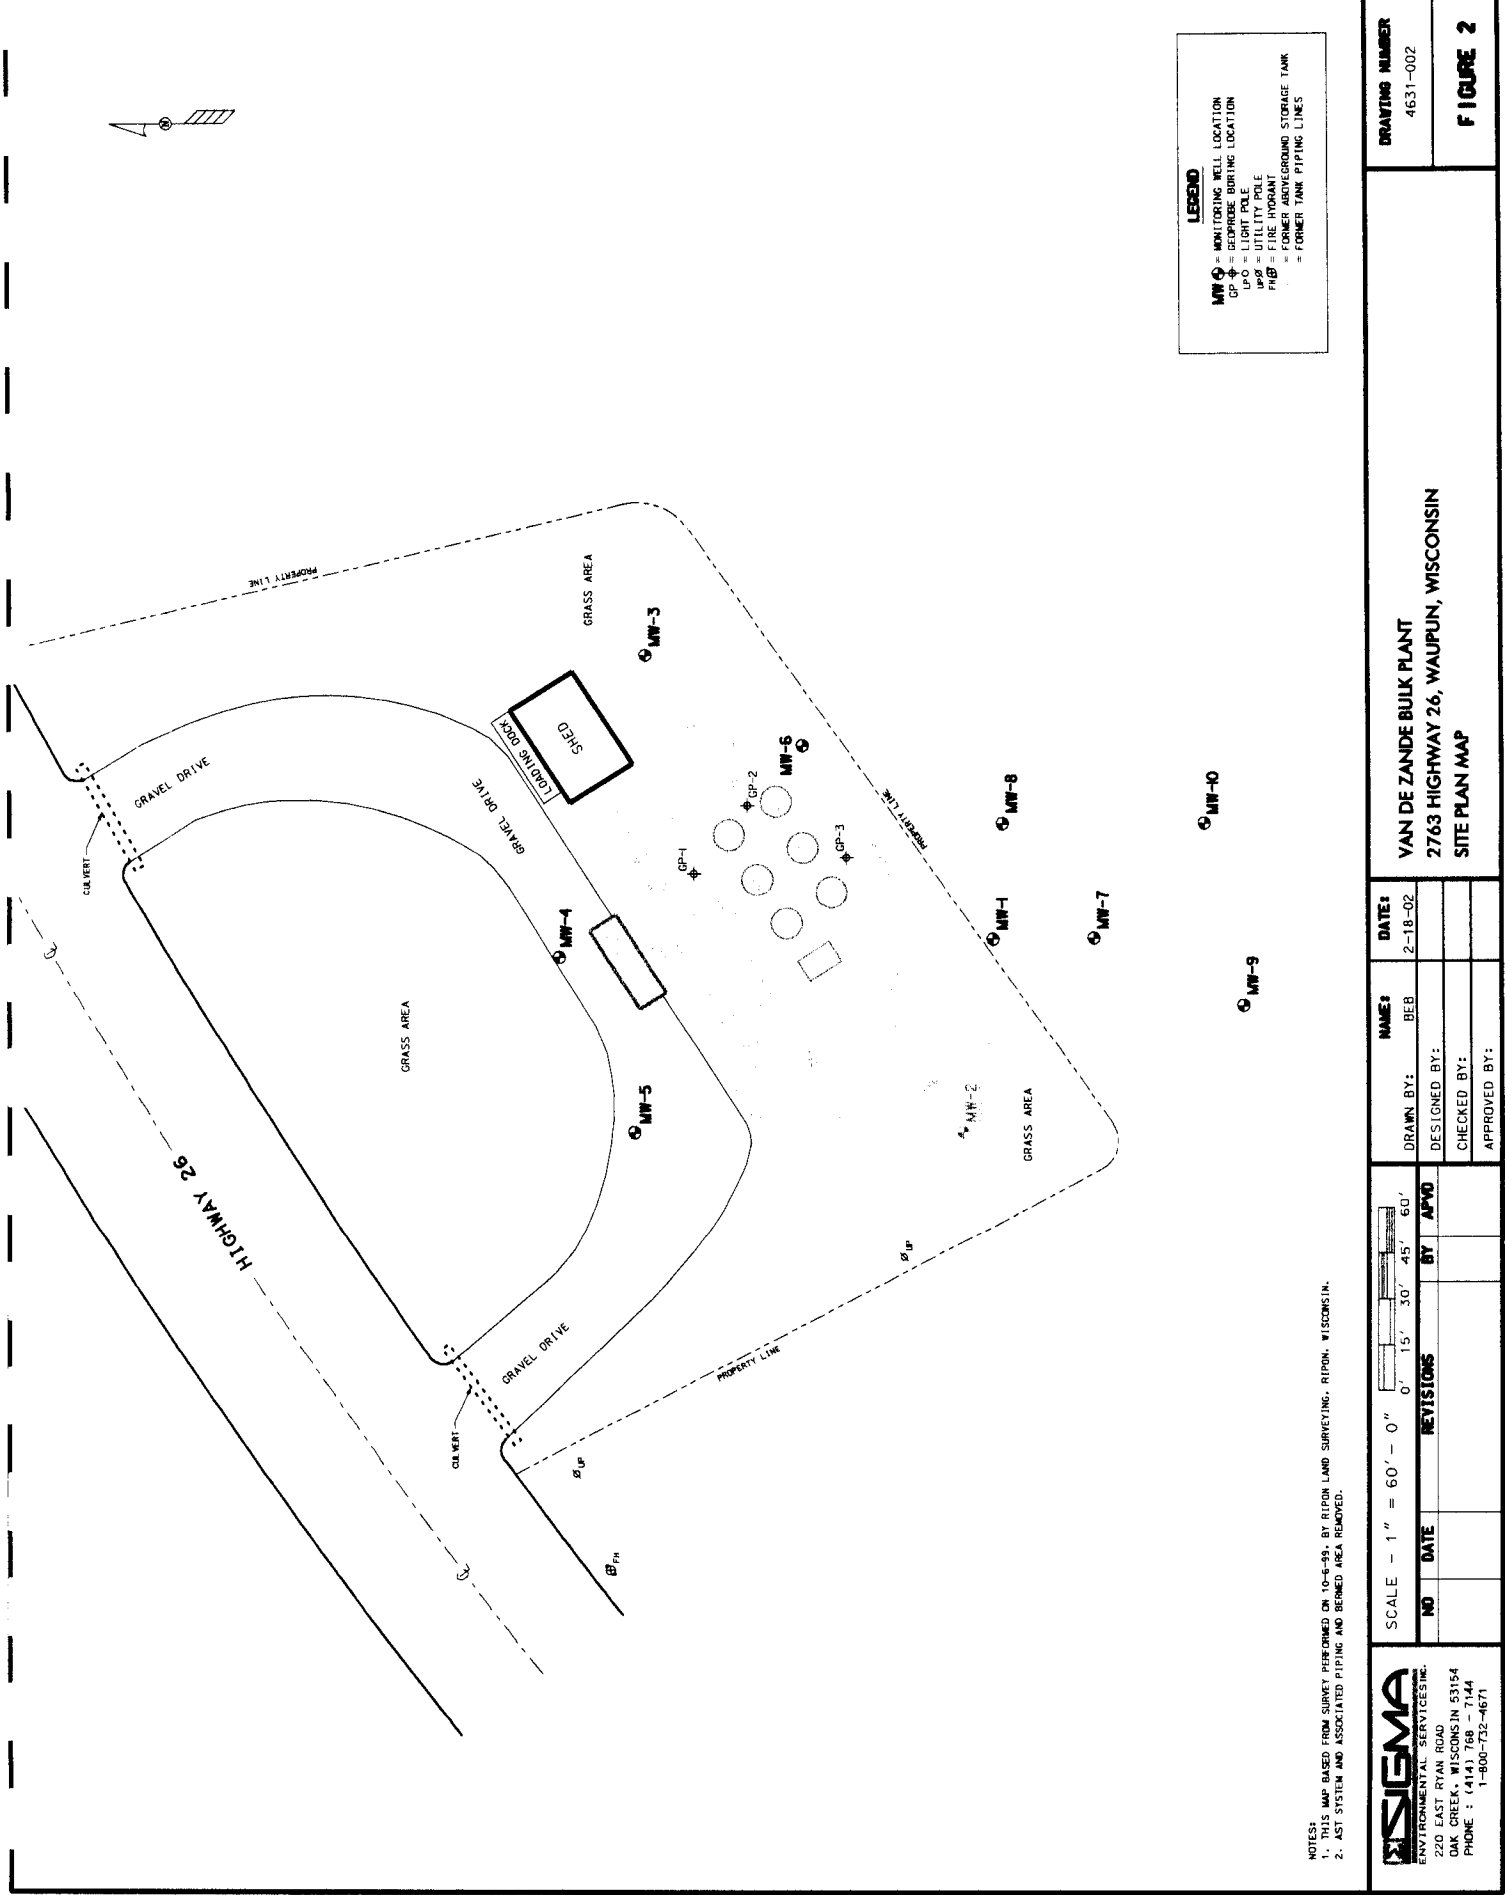 N
PROPERTY LINE
GRASS AREA
MW-3
LOADING DOCK
SHED
GRAVEL DRIVE
CULVERT
GRAVEL DRIVE
MW-6
GP-2
GP-1
GP-3
PROPERTY LINE
MW-8
MW-10
MW-4
MW-1
MW-7
MW-9
GRASS AREA
MW-5
MW-2
GRASS AREA
HIGHWAY 26
UP
PROPERTY LINE
GRAVEL DRIVE
CULVERT
UP
FH
LEGEND
MW = MONITORING WELL LOCATION
GP = GEOPROBE BORING LOCATION
LP = LIGHT POLE
UP = UTILITY POLE
FH = FIRE HYDRANT
= FORMER ABOVEGROUND STORAGE TANK
= FORMER TANK PIPING LINES
NOTES:
1. THIS MAP BASED FROM SURVEY PERFORMED ON 10-6-99, BY RIPON LAND SURVEYING, RIPON, WISCONSIN.
2. AST SYSTEM AND ASSOCIATED PIPING AND BERMED AREA REMOVED.
SIGMA
ENVIRONMENTAL SERVICES INC.
220 EAST RYAN ROAD
OAK CREEK, WISCONSIN 53154
PHONE : (414) 768 - 7144
1-800-732-4671
SCALE - 1" = 60' - 0"
0' 15' 30' 45' 60'
NO DATE REVISIONS BY APVD
NAME: DATE:
DRAWN BY: BEB 2-18-02
DESIGNED BY:
CHECKED BY:
APPROVED BY:
VAN DE ZANDE BULK PLANT
2763 HIGHWAY 26, WAUPUN, WISCONSIN
SITE PLAN MAP
DRAWING NUMBER
4631-002
FIGURE 2